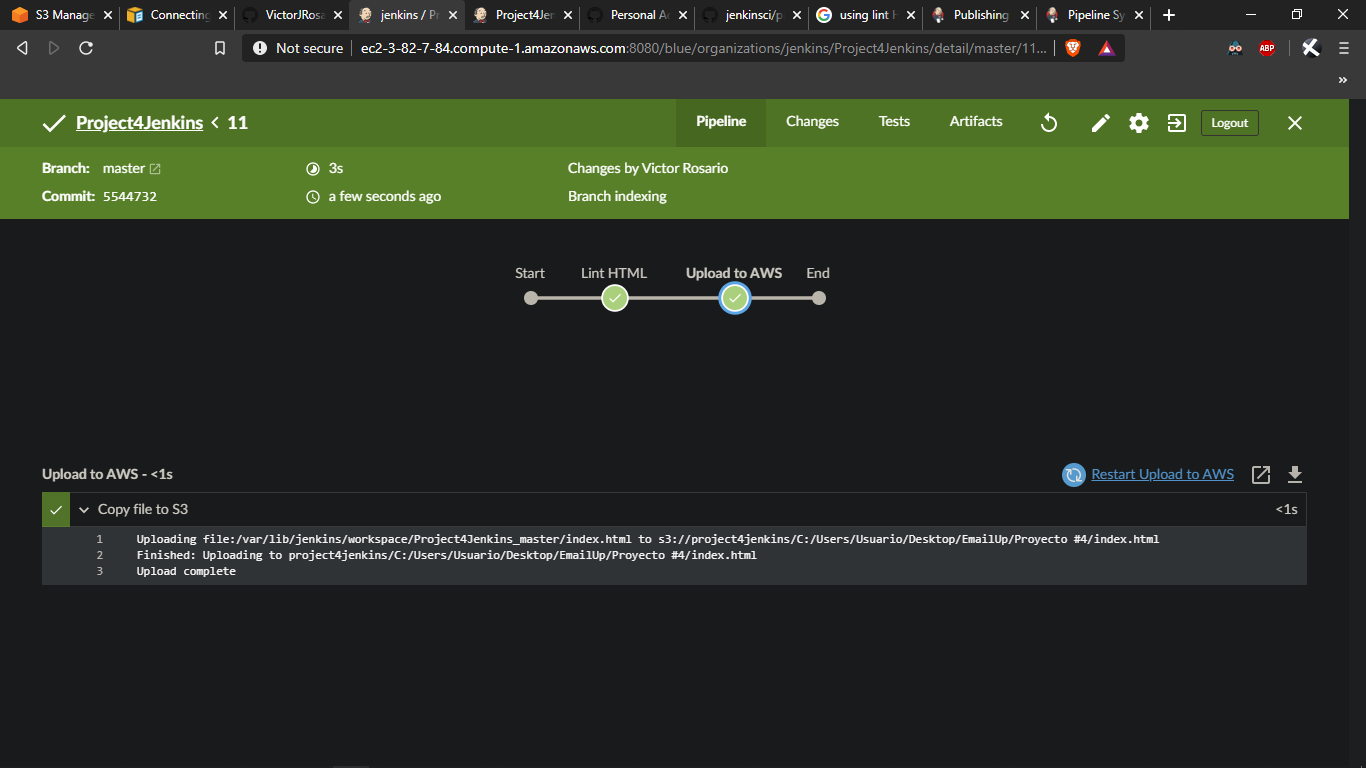 S3 Manage
Connecting
VictorJRosa
jenkins / Pr
Project4Jer
Personal Ac
jenkinsci/p
using lint H
Publishing
Pipeline Sy
Not secure
ec2-3-82-7-84.compute-1.amazonaws.com:8080/blue/organizations/jenkins/Project4Jenkins/detail/master/11...
ABP
»
Project4Jenkins < 11
Pipeline
Changes
Tests
Artifacts
Logout
Branch: master
3s
Changes by Victor Rosario
Commit: 5544732
a few seconds ago
Branch indexing
Start
Lint HTML
Upload to AWS
End
Upload to AWS - <1s
Restart Upload to AWS
Copy file to S3
<1s
1 Uploading file:/var/lib/jenkins/workspace/Project4Jenkins_master/index.html to s3://project4jenkins/C:/Users/Usuario/Desktop/EmailUp/Proyecto #4/index.html
2 Finished: Uploading to project4jenkins/C:/Users/Usuario/Desktop/EmailUp/Proyecto #4/index.html
3 Upload complete